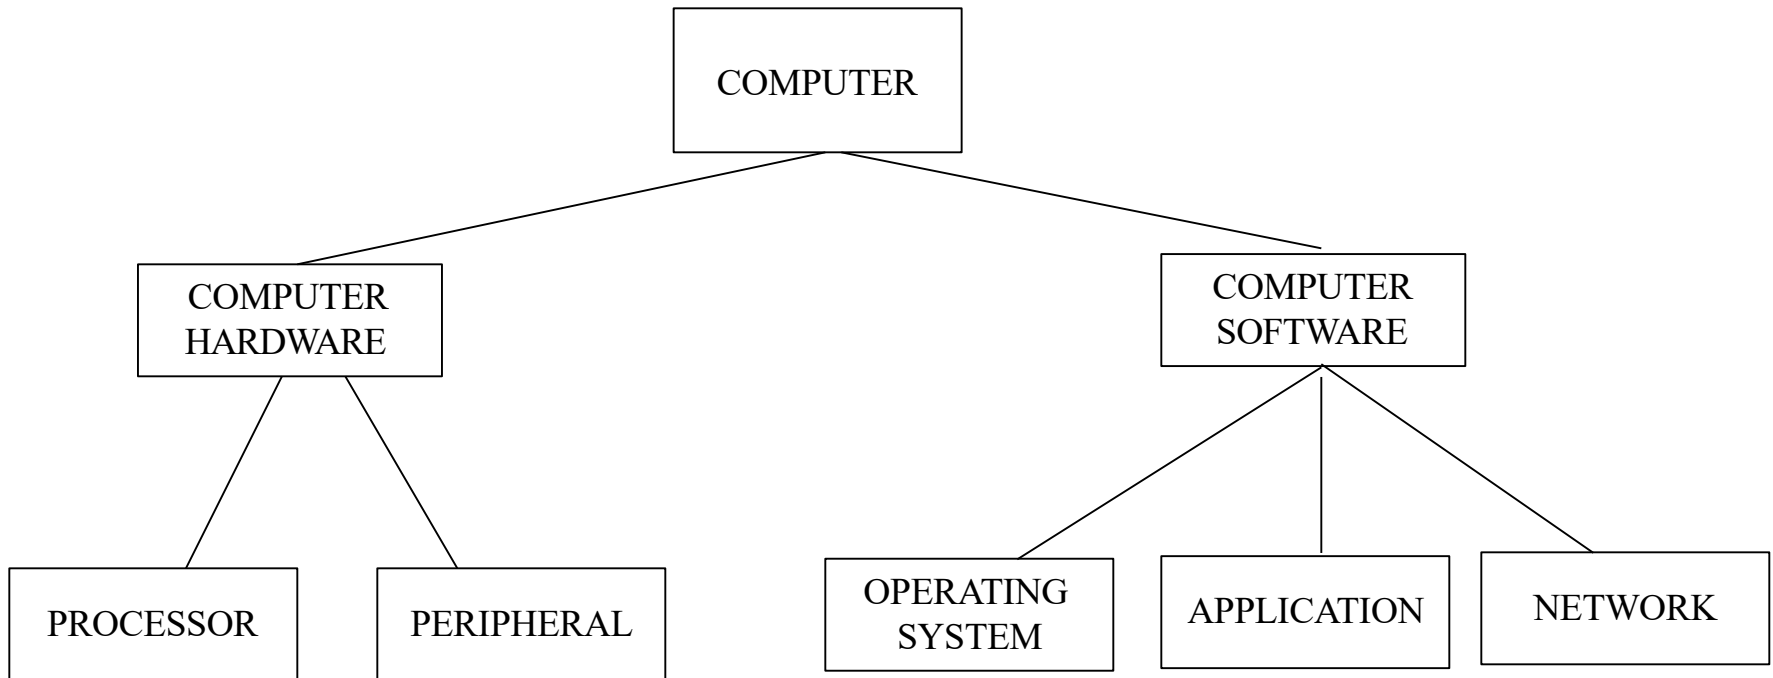 COMPUTER
COMPUTER
HARDWARE
COMPUTER
SOFTWARE
PROCESSOR
PERIPHERAL
OPERATING
SYSTEM
APPLICATION
NETWORK